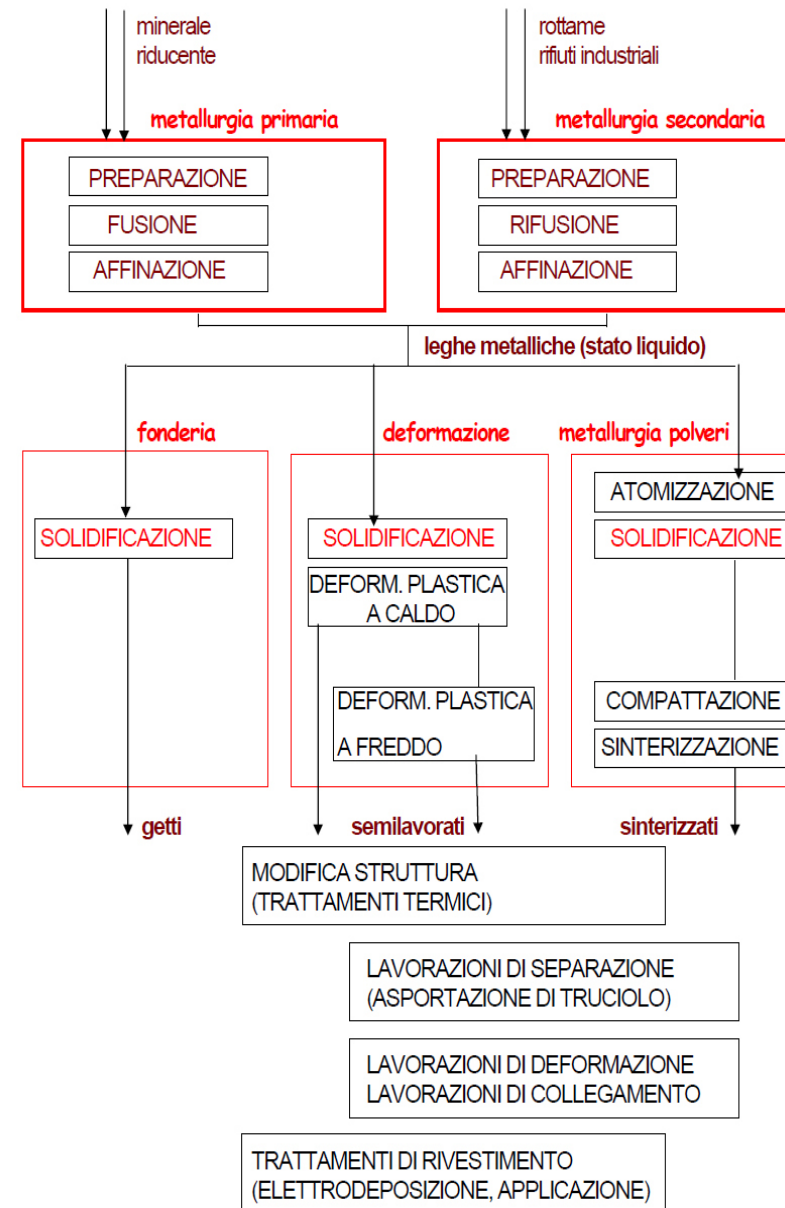 minerale
riducente
rottame
rifiuti industriali
metallurgia primaria
metallurgia secondaria
PREPARAZIONE
FUSIONE
AFFINAZIONE
PREPARAZIONE
RIFUSIONE
AFFINAZIONE
leghe metalliche (stato liquido)
fonderia
deformazione
metallurgia polveri
SOLIDIFICAZIONE
SOLIDIFICAZIONE
DEFORM. PLASTICA
A CALDO
DEFORM. PLASTICA
A FREDDO
ATOMIZZAZIONE
SOLIDIFICAZIONE
COMPATTAZIONE
SINTERIZZAZIONE
getti
semilavorati
sinterizzati
MODIFICA STRUTTURA
(TRATTAMENTI TERMICI)
LAVORAZIONI DI SEPARAZIONE
(ASPORTAZIONE DI TRUCIOLO)
LAVORAZIONI DI DEFORMAZIONE
LAVORAZIONI DI COLLEGAMENTO
TRATTAMENTI DI RIVESTIMENTO
(ELETTRODEPOSIZIONE, APPLICAZIONE)